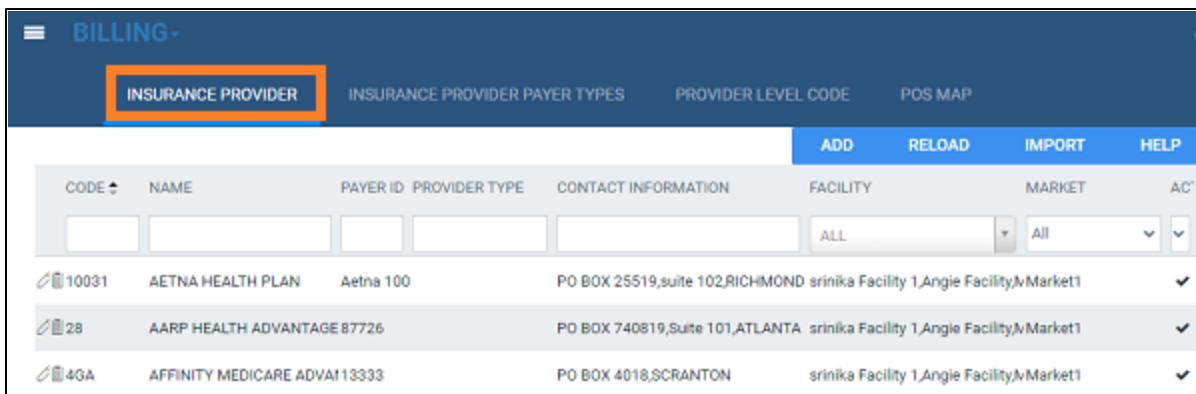 BILLING
INSURANCE PROVIDER INSURANCE PROVIDER PAYER TYPES PROVIDER LEVEL CODE POS MAP
ADD RELOAD IMPORT HELP
CODE NAME PAYER ID PROVIDER TYPE CONTACT INFORMATION FACILITY MARKET ACT
ALL All
10031 AETNA HEALTH PLAN Aetna 100 PO BOX 25519,suite 102,RICHMOND srinika Facility 1,Angie Facility,M Market1
28 AARP HEALTH ADVANTAGE 87726 PO BOX 740819,Suite 101,ATLANTA srinika Facility 1,Angie Facility,M Market1
4GA AFFINITY MEDICARE ADVAI 13333 PO BOX 4018,SCRANTON srinika Facility 1,Angie Facility,M Market1